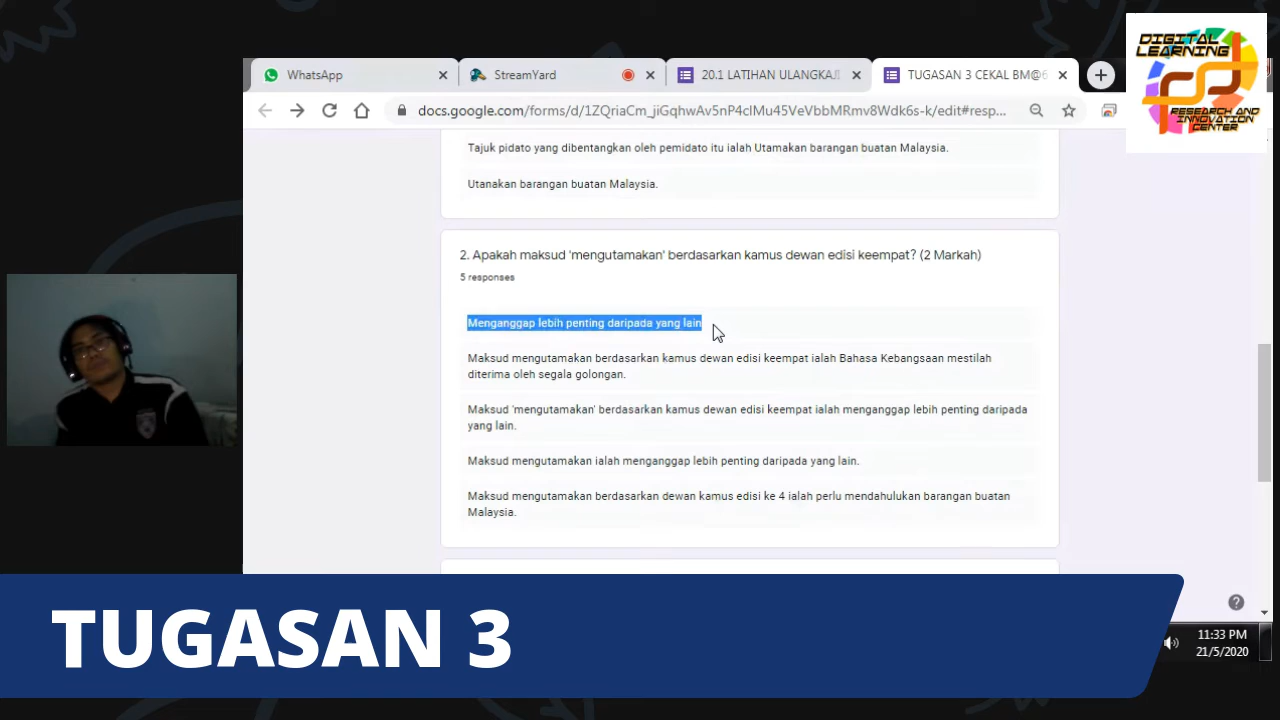 DIGITAL
LEARNING
RESEARCH AND
INNOVATION
CENTER
WhatsApp
StreamYard
20.1 LATIHAN ULANGKAJ
TUGASAN 3 CEKAL BM@6
docs.google.com/forms/d/1ZQriaCm_jiGqhwAv5nP4clMu45VeVbbMRmv8Wdk6s-k/edit#resp...
Tajuk pidato yang dibentangkan oleh pemidato itu ialah Utamakan barangan buatan Malaysia.
Utanakan barangan buatan Malaysia.
2. Apakah maksud 'mengutamakan' berdasarkan kamus dewan edisi keempat? (2 Markah)
5 responses
Menganggap lebih penting daripada yang lain
Maksud mengutamakan berdasarkan kamus dewan edisi keempat ialah Bahasa Kebangsaan mestilah
diterima oleh segala golongan.
Maksud 'mengutamakan' berdasarkan kamus dewan edisi keempat ialah menganggap lebih penting daripada
yang lain.
Maksud mengutamakan ialah menganggap lebih penting daripada yang lain.
Maksud mengutamakan berdasarkan dewan kamus edisi ke 4 ialah perlu mendahulukan barangan buatan
Malaysia.
11:33 PM
21/5/2020
TUGASAN 3